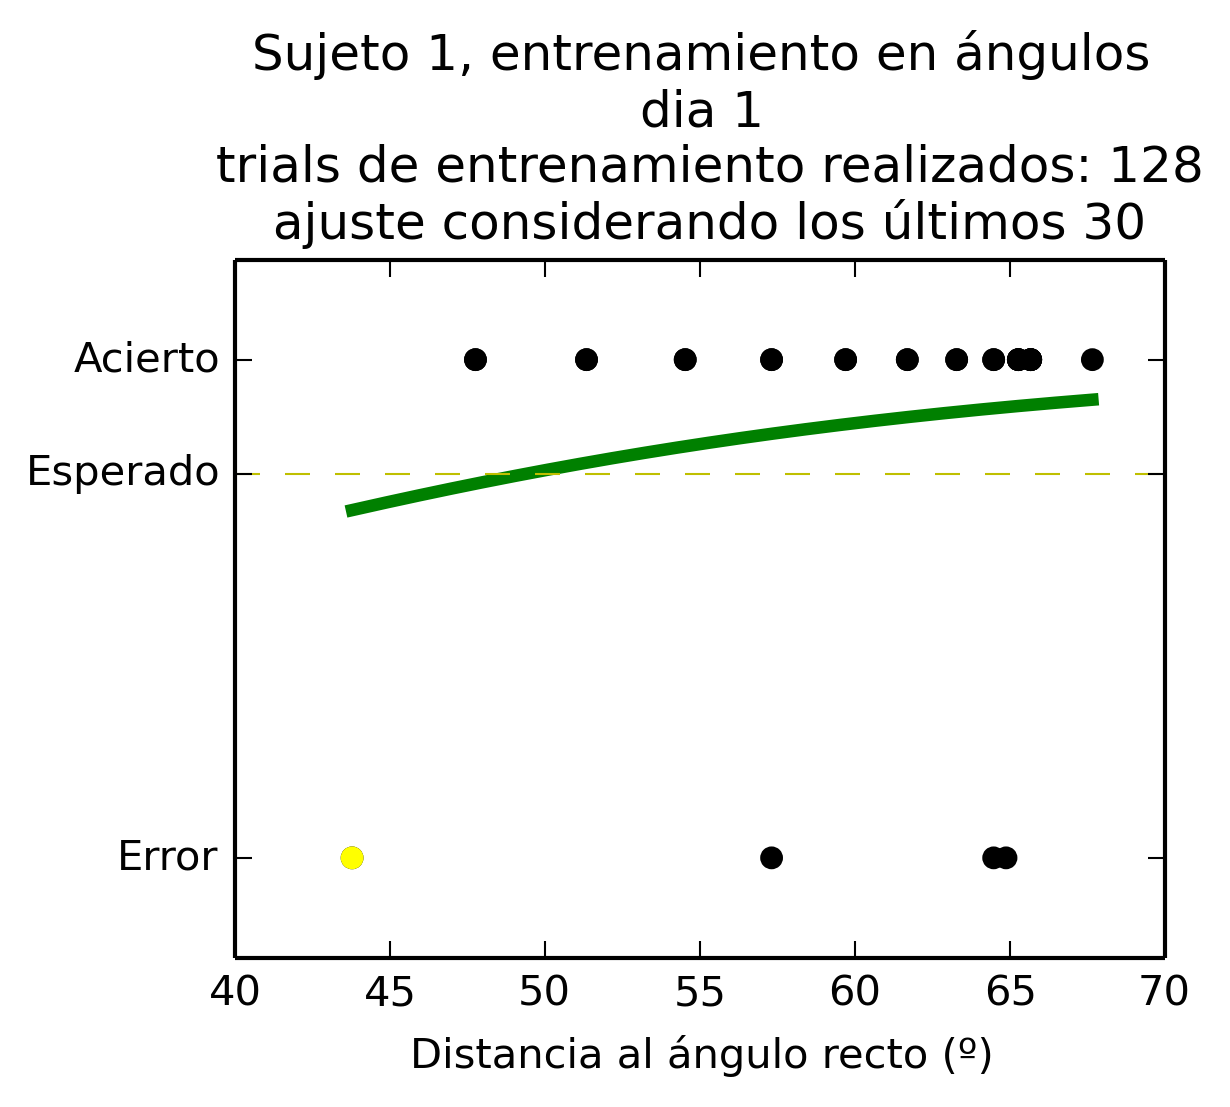 Sujeto 1, entrenamiento en ángulos
dia 1
trials de entrenamiento realizados: 128
ajuste considerando los últimos 30
Acierto
Esperado
Error
40 45 50 55 60 65 70
Distancia al ángulo recto (º)